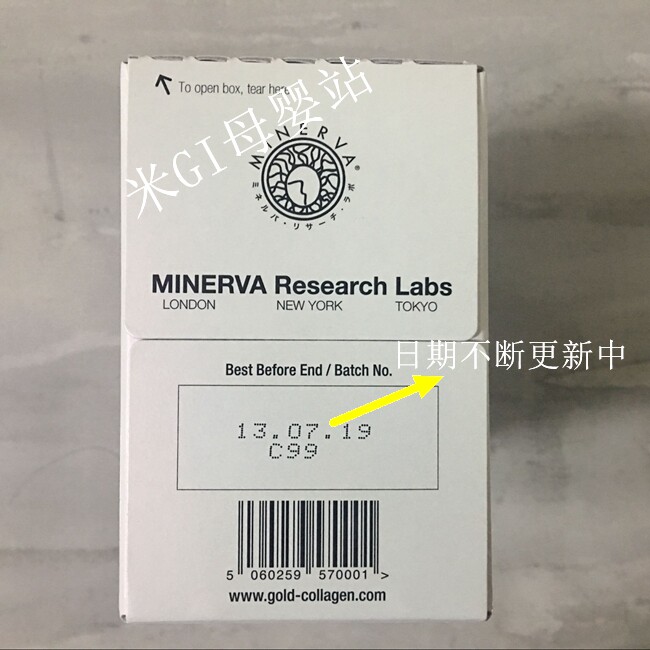 To open box, tear here
米GI母婴站
MINERVA®
ミネルバ・リサーチ・ラボ
MINERVA Research Labs
LONDON NEW YORK TOKYO
日期不断更新中
Best Before End / Batch No.
13.07.19
C99
5 060259 570001 >
www.gold-collagen.com